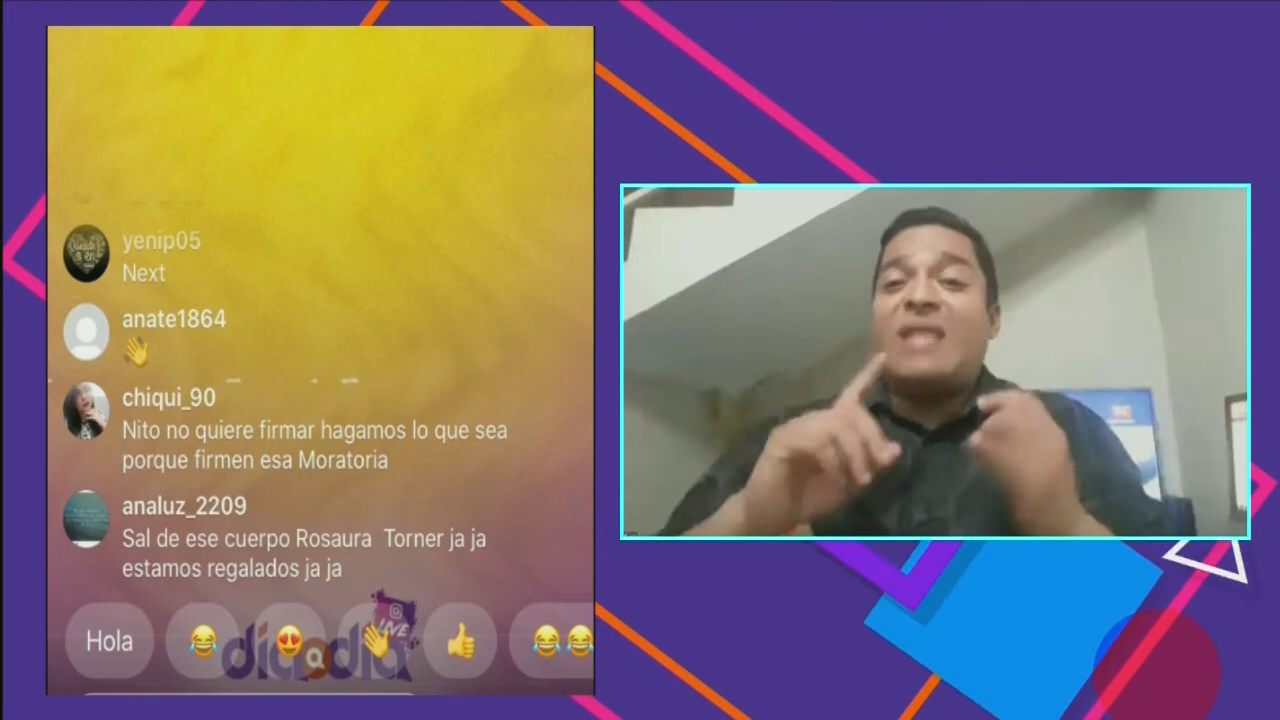 yenip05
Next
anate1864
chiqui_90
Nito no quiere firmar hagamos lo que sea
porque firmen esa Moratoria
analuz_2209
Sal de ese cuerpo Rosaura Torner ja ja
estamos regalados ja ja
Hola
LIVE
diaadia